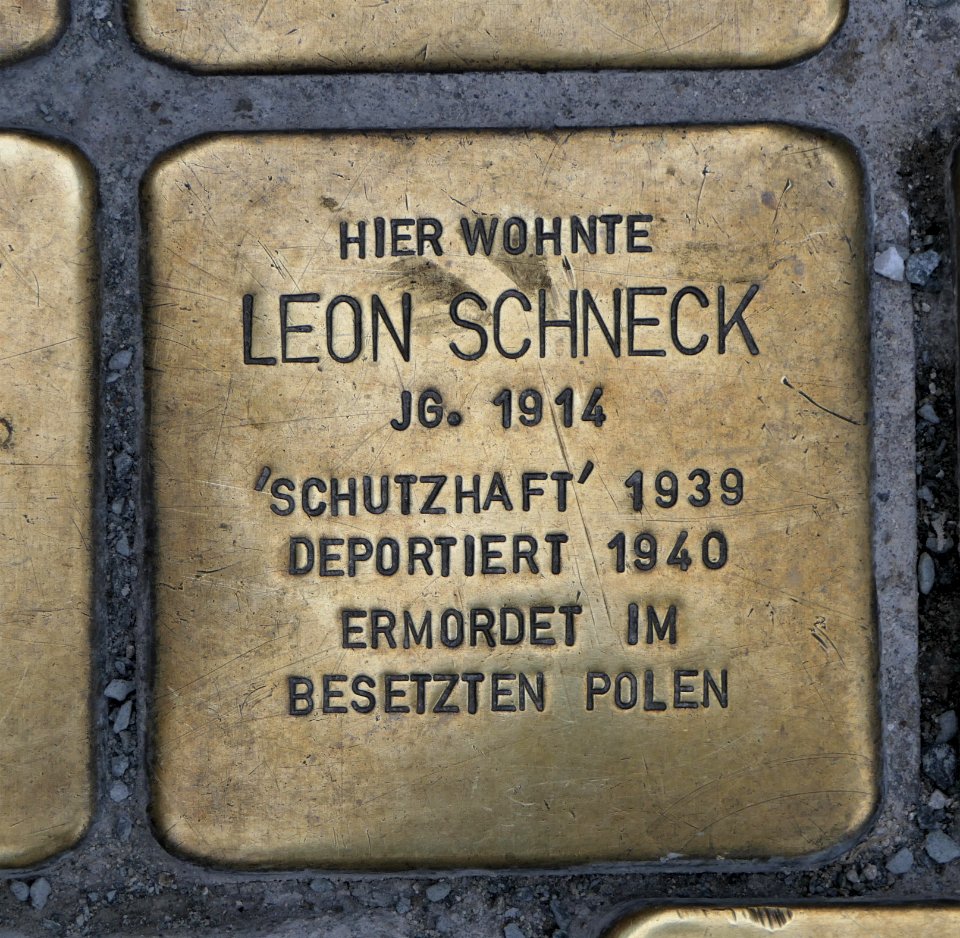 HIER WOHNTE
LEON SCHNECK
JG. 1914
'SCHUTZHAFT' 1939
DEPORTIERT 1940
ERMORDET IM
BESETZTEN POLEN